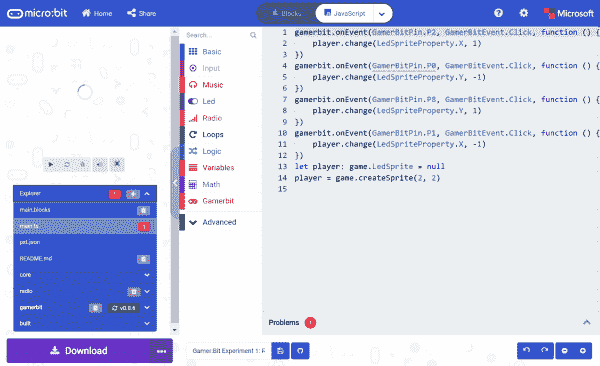 micro:bit
Home
Share
Blocks
JavaScript
Microsoft
Search...
Basic
Input
Music
Led
Radio
Loops
Logic
Variables
Math
Gamerbit
Advanced
1 gamerbit.onEvent(GamerBitPin.P2, GamerBitEvent.Click, function () {
2 player.change(LedSpriteProperty.X, 1)
3 })
4 gamerbit.onEvent(GamerBitPin.P0, GamerBitEvent.Click, function () {
5 player.change(LedSpriteProperty.Y, -1)
6 })
7 gamerbit.onEvent(GamerBitPin.P8, GamerBitEvent.Click, function () {
8 player.change(LedSpriteProperty.Y, 1)
9 })
10 gamerbit.onEvent(GamerBitPin.P1, GamerBitEvent.Click, function () {
11 player.change(LedSpriteProperty.X, -1)
12 })
13 let player: game.LedSprite = null
14 player = game.createSprite(2, 2)
15
Explorer 1
main.blocks
main.ts 1
pxt.json
README.md
core
radio
gamerbit v0.6.6
built
Problems 1
Download
Gamer:Bit Experiment 1: F